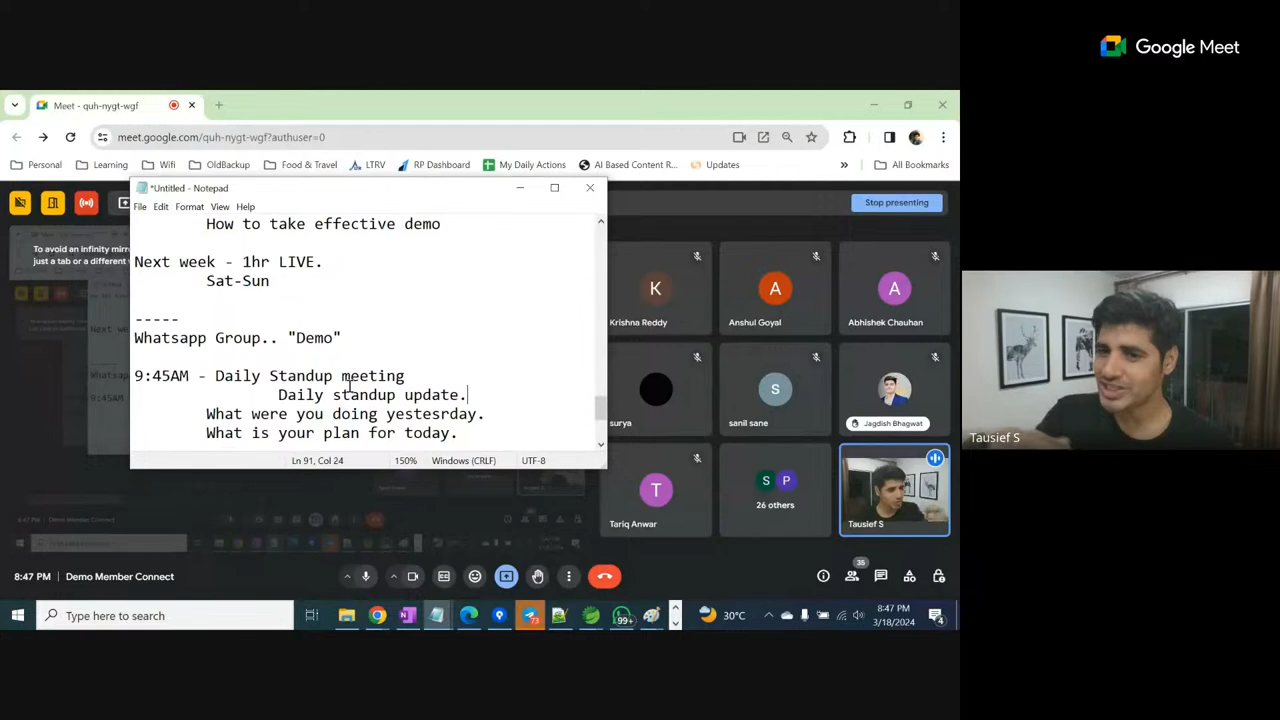 Google Meet
Meet - quh-nygt-wgf
meet.google.com/quh-nygt-wgf?authuser=0
Personal
Learning
Wifi
OldBackup
Food & Travel
LTRV
RP Dashboard
My Daily Actions
AI Based Content R...
Updates
All Bookmarks
*Untitled - Notepad
File Edit Format View Help
Stop presenting
To avoid an infinity mirr
just a tab or a different w
How to take effective demo
Next week - 1hr LIVE.
Sat-Sun
-----
Whatsapp Group.. "Demo"
9:45AM - Daily Standup meeting
Daily standup update.
What were you doing yestesrday.
What is your plan for today.
Ln 91, Col 24
150%
Windows (CRLF)
UTF-8
K
Krishna Reddy
A
Anshul Goyal
A
Abhishek Chauhan
surya
S
sanil sane
Jagdish Bhagwat
T
Tariq Anwar
S P
26 others
Tausief S
Tausief S
8:47 PM
Demo Member Connect
35
Type here to search
73
99+
30°C
8:47 PM
3/18/2024
4